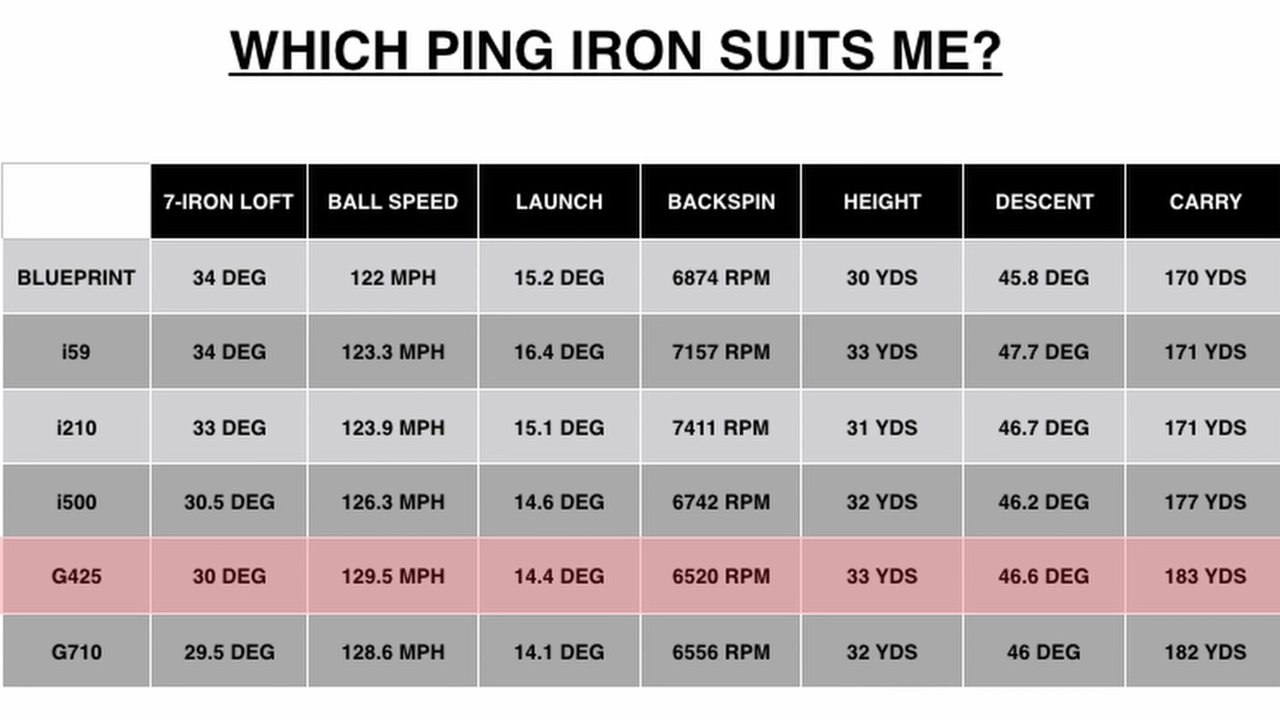 WHICH PING IRON SUITS ME?
7-IRON LOFT BALL SPEED LAUNCH BACKSPIN HEIGHT DESCENT CARRY
BLUEPRINT 34 DEG 122 MPH 15.2 DEG 6874 RPM 30 YDS 45.8 DEG 170 YDS
i59 34 DEG 123.3 MPH 16.4 DEG 7157 RPM 33 YDS 47.7 DEG 171 YDS
i210 33 DEG 123.9 MPH 15.1 DEG 7411 RPM 31 YDS 46.7 DEG 171 YDS
i500 30.5 DEG 126.3 MPH 14.6 DEG 6742 RPM 32 YDS 46.2 DEG 177 YDS
G425 30 DEG 129.5 MPH 14.4 DEG 6520 RPM 33 YDS 46.6 DEG 183 YDS
G710 29.5 DEG 128.6 MPH 14.1 DEG 6556 RPM 32 YDS 46 DEG 182 YDS